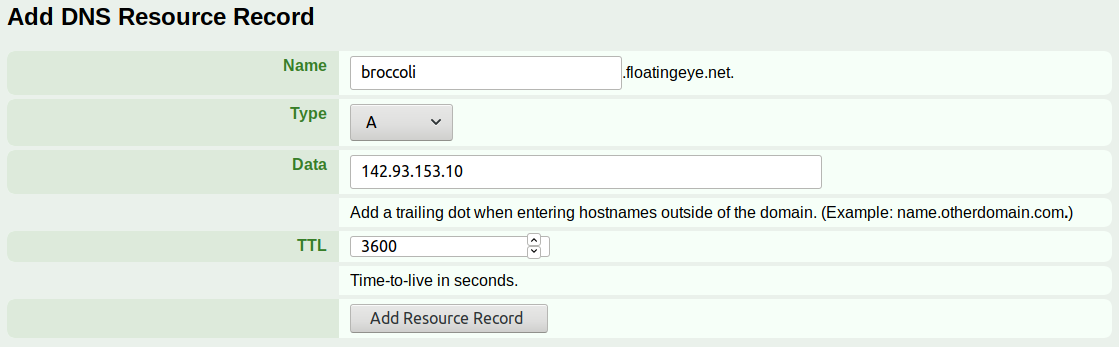 Add DNS Resource Record
Name broccoli .floatingeye.net.
Type A
Data 142.93.153.10
Add a trailing dot when entering hostnames outside of the domain. (Example: name.otherdomain.com.)
TTL 3600
Time-to-live in seconds.
Add Resource Record